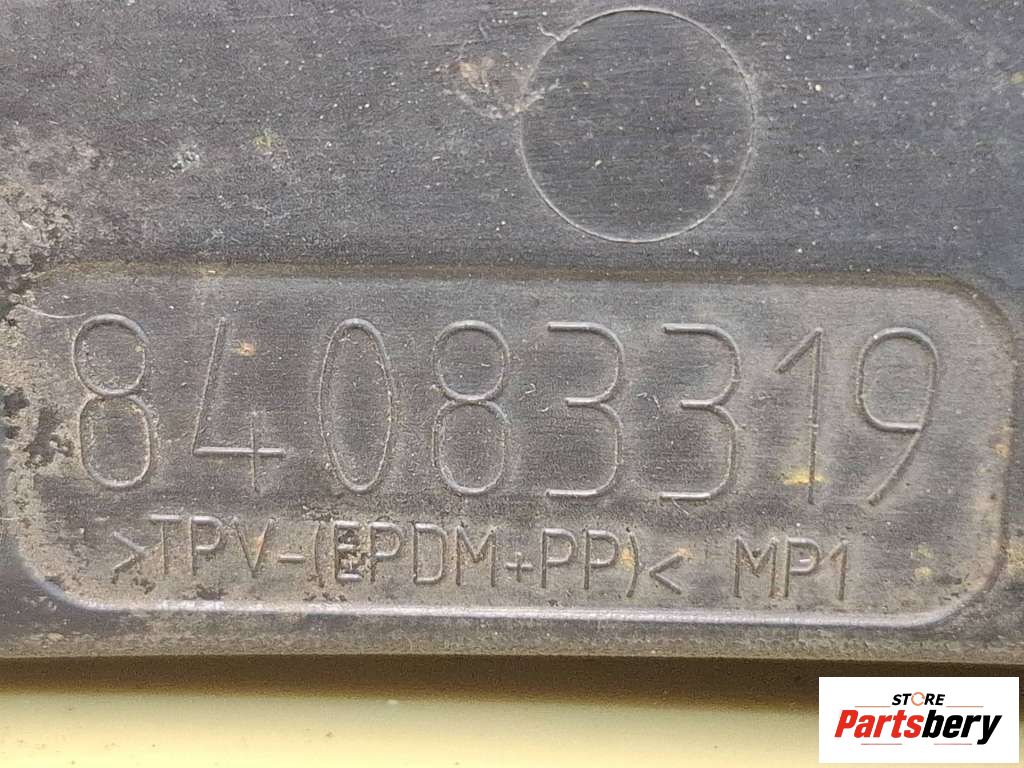 84083319
>TPV-(EPDM+PP)< MP1
STORE
Partsbery